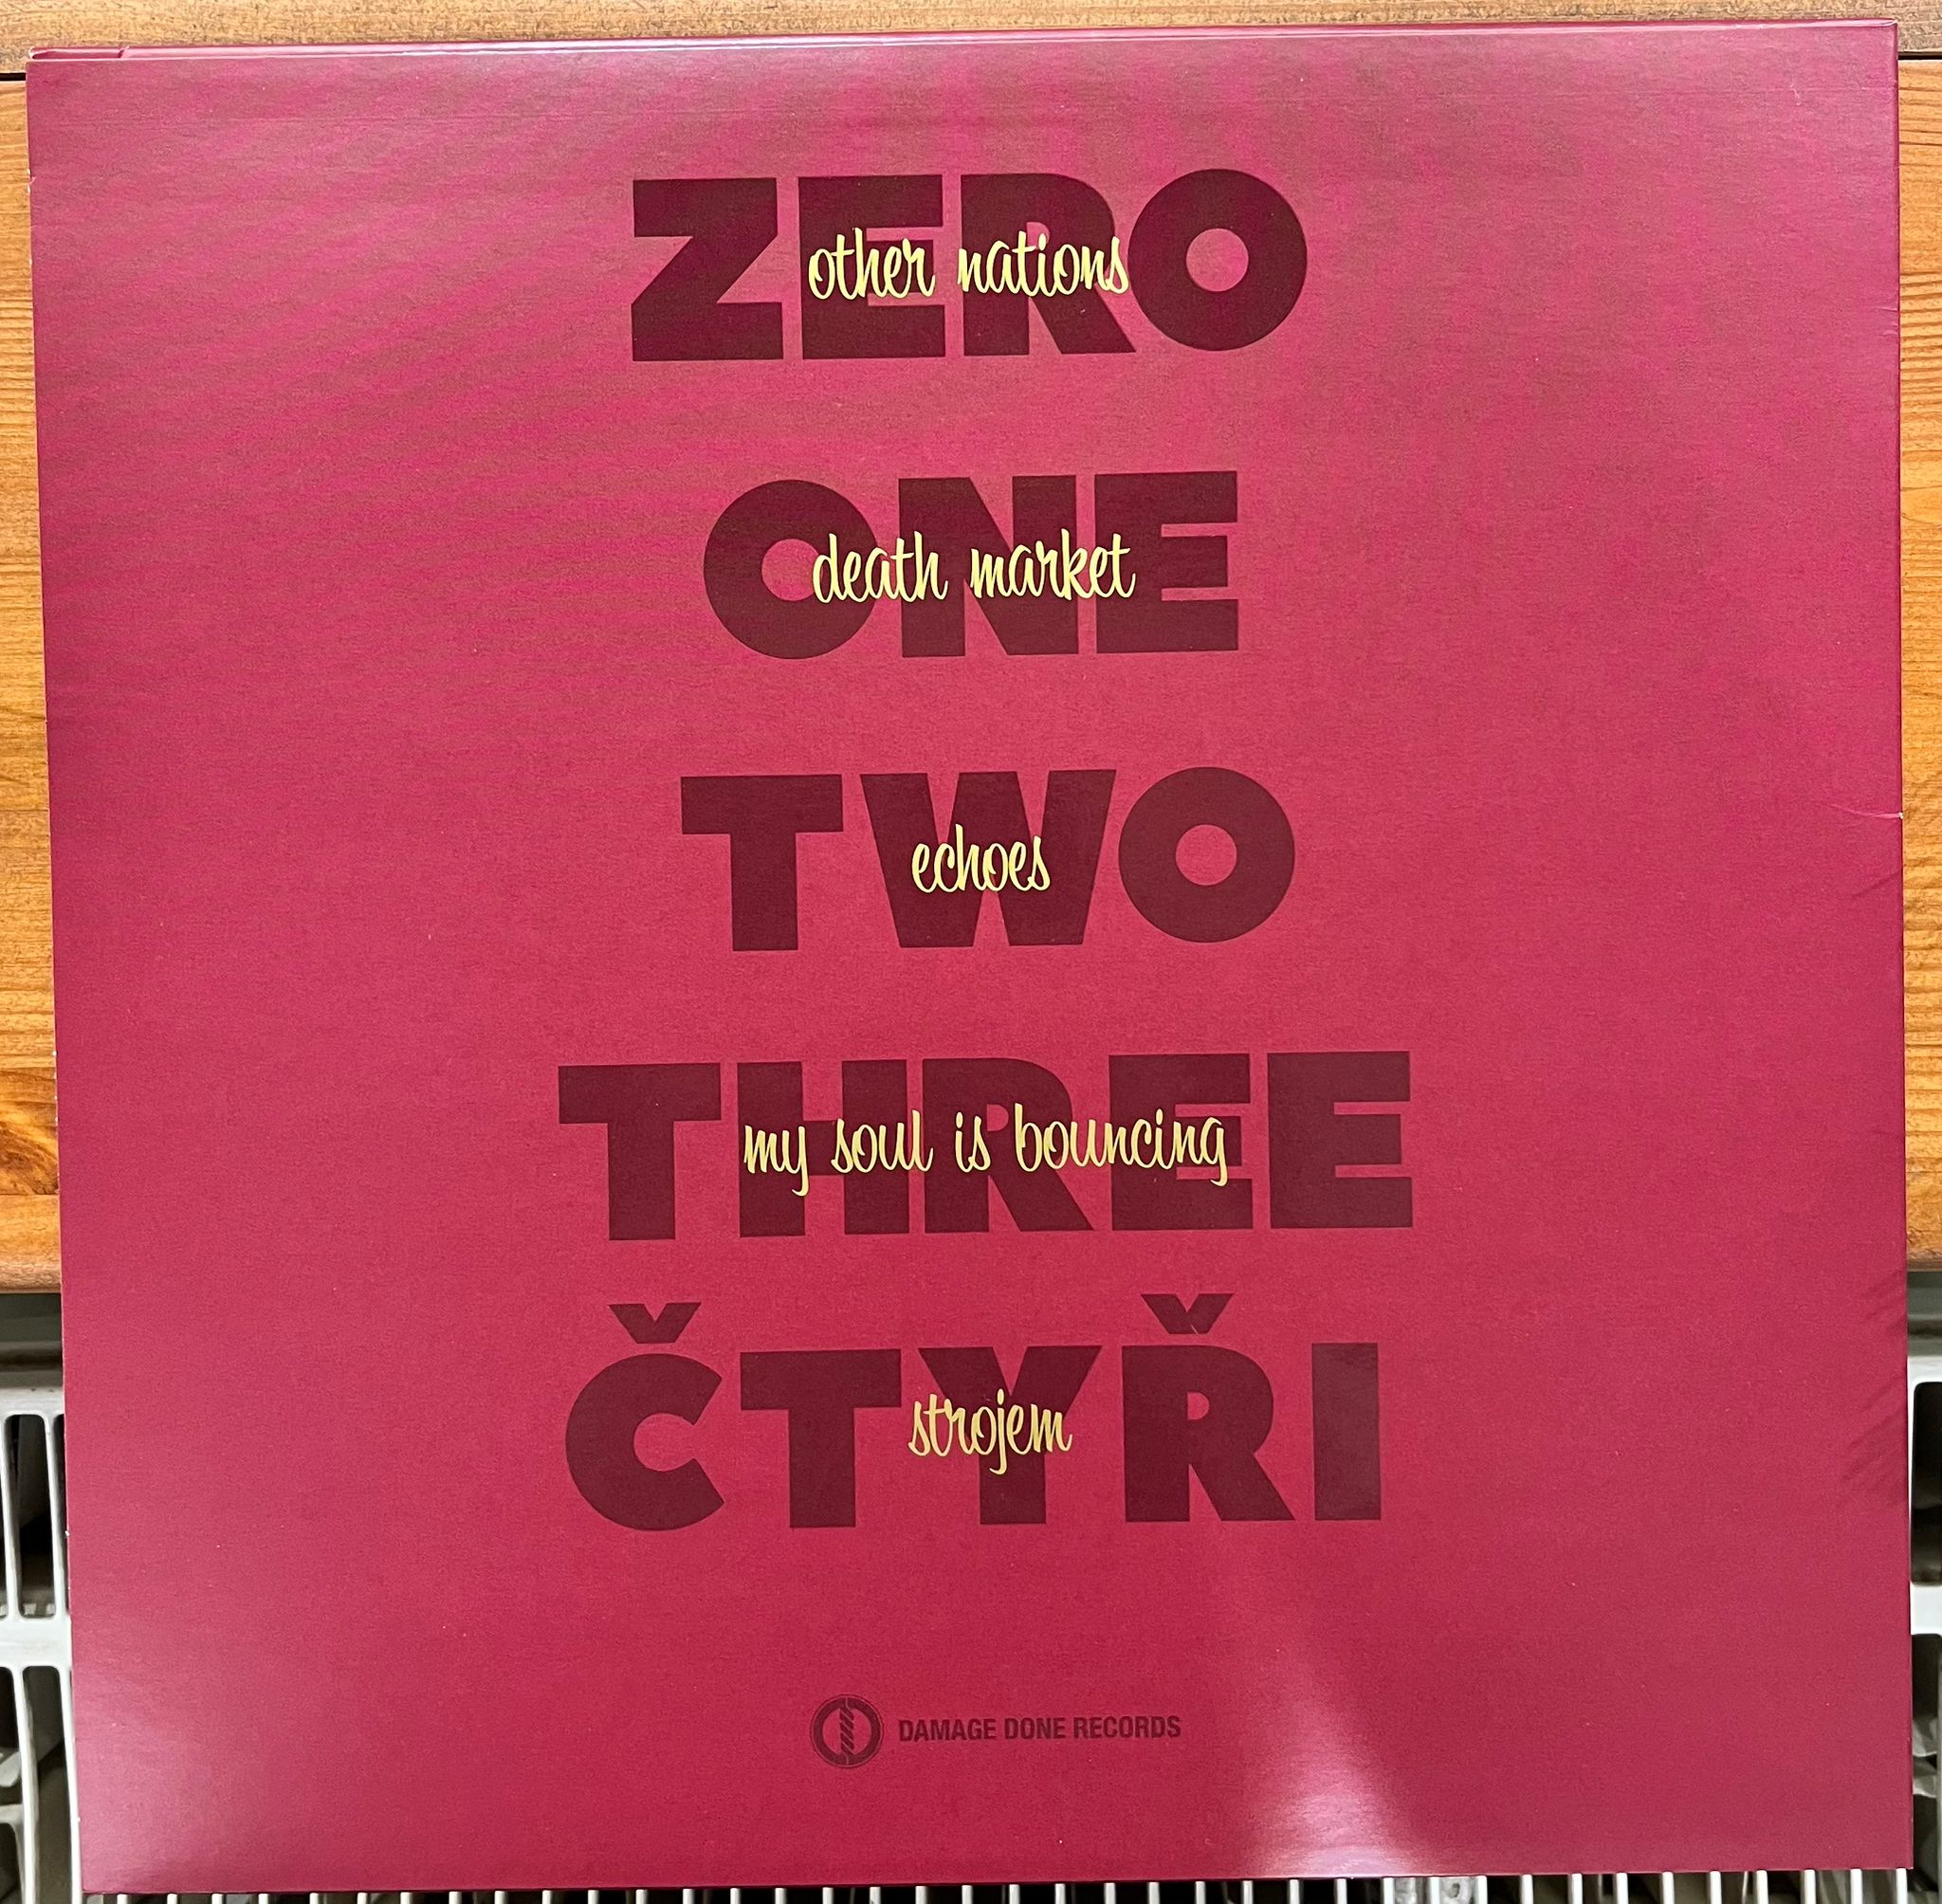 ZERO
other nations
ONE
death market
TWO
echoes
THREE
my soul is bouncing
ČTYŘI
strojem
DAMAGE DONE RECORDS